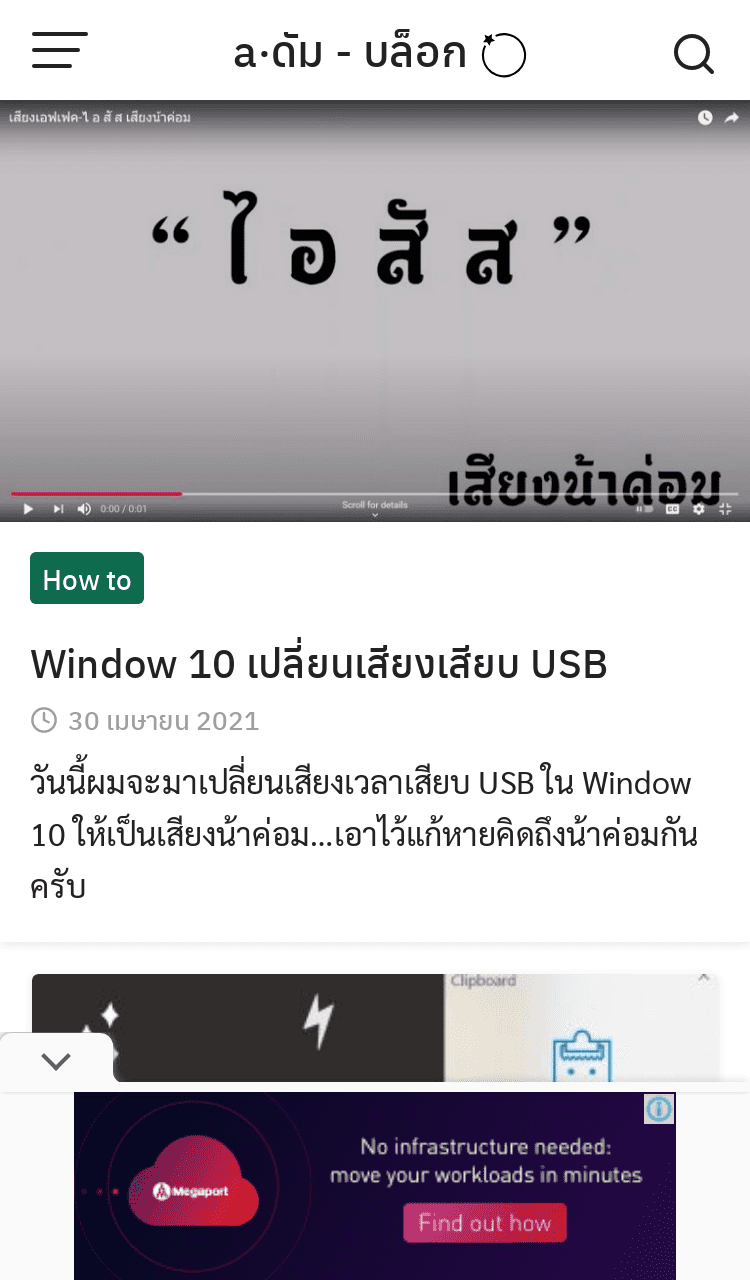 a·ดัม - บล็อก
เสียงเอฟเฟค-ไ อ สั ส เสียงน้าค่อม
“ ไ อ สั ส ”
เสียงน้าค่อม
0:00 / 0:01
Scroll for details
CC
How to
Window 10 เปลี่ยนเสียงเสียบ USB
30 เมษายน 2021
วันนี้ผมจะมาเปลี่ยนเสียงเวลาเสียบ USB ใน Window
10 ให้เป็นเสียงน้าค่อม...เอาไว้แก้หายคิดถึงน้าค่อมกัน
ครับ
Clipboard
No infrastructure needed:
move your workloads in minutes
Megaport
Find out how